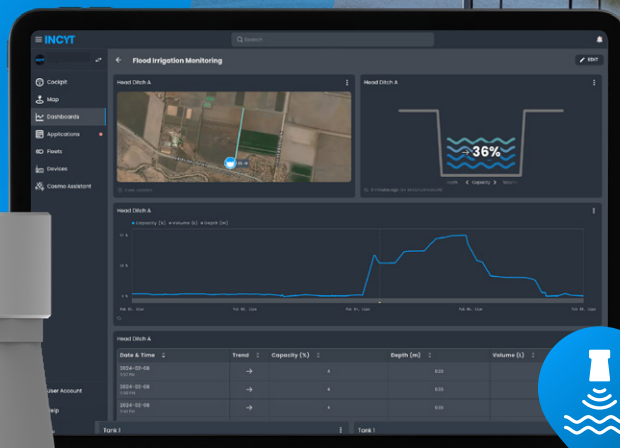 INCYT
Search
Flood Irrigation Monitoring
EDIT
Cockpit
Map
Dashboards
Applications
Fleets
Devices
Cosmo Assistant
User Account
Help
Head Ditch A
Head Ditch A
36%
Depth
Capacity
Head Ditch A
Capacity (%) Volume (L) Depth (m)
Head Ditch A
Date & Time Trend Capacity (%) Depth (m) Volume (L)
2024-02-08
2024-02-08
2024-02-08
Tank 1
Tank 1